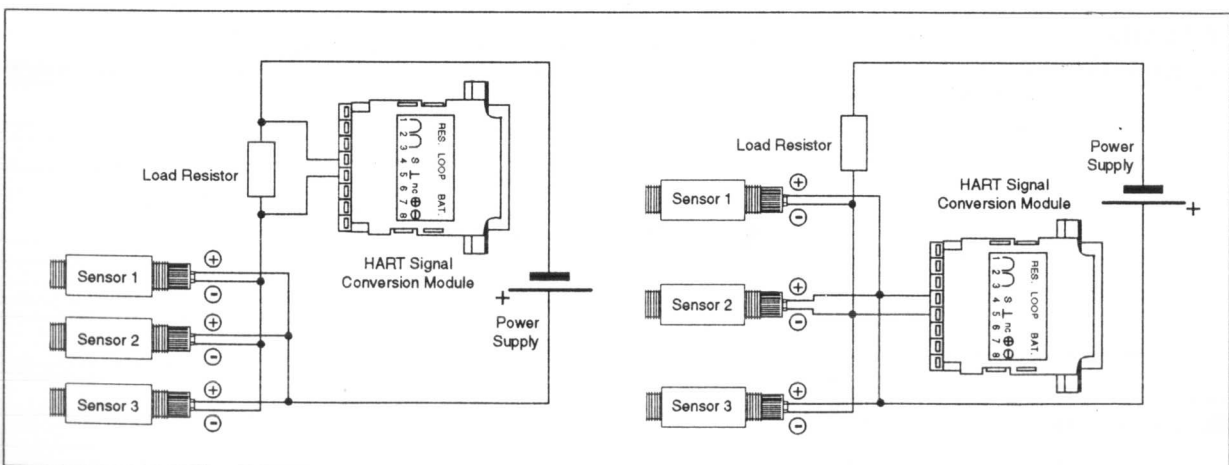 Load Resistor
RES. LOOP BAT.
1 2 3 4 5 6 7 8
S nc + -
HART Signal
Conversion Module
Sensor 1
+
-
Sensor 2
+
-
Sensor 3
+
-
+
Power
Supply
Load Resistor
Power
Supply
+
HART Signal
Conversion Module
RES. LOOP BAT.
1 2 3 4 5 6 7 8
S nc + -
Sensor 1
+
-
Sensor 2
+
-
Sensor 3
+
-